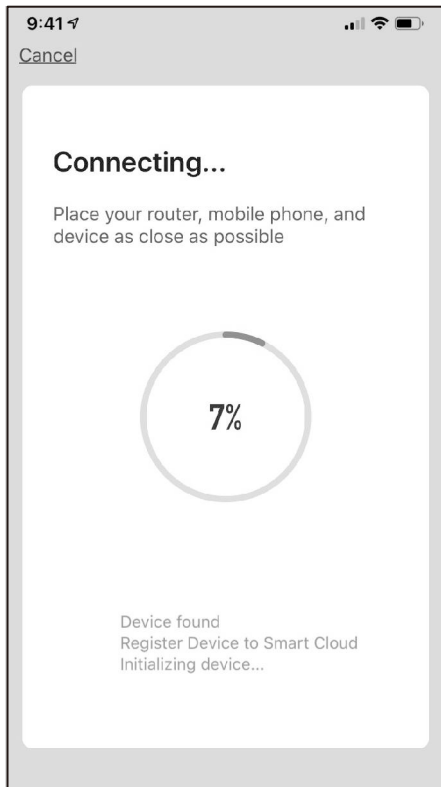 9:41
Cancel
Connecting...
Place your router, mobile phone, and
device as close as possible
7%
Device found
Register Device to Smart Cloud
Initializing device...